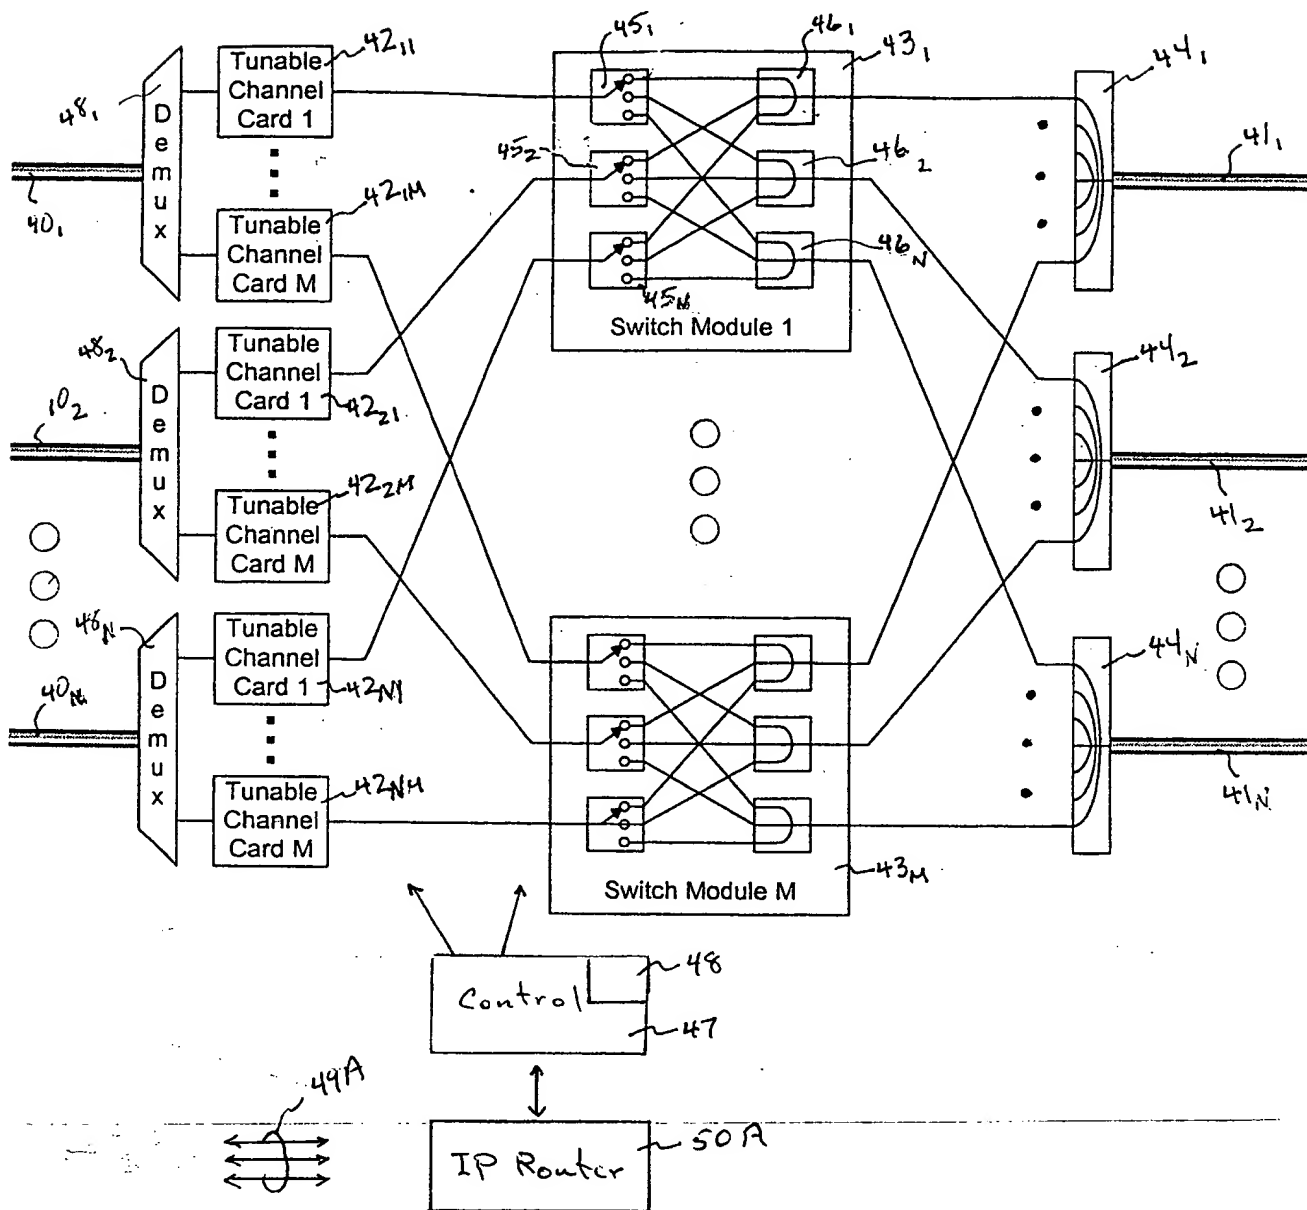 45₁
46₁
43₁
44₁
42₁₁
Tunable
Channel
Card 1
48₁
Demux
40₁
45₂
46₂
41₁
42₁M
Tunable
Channel
Card M
46N
45N
Switch Module 1
48₂
Demux
Tunable
Channel
Card 1
42₂₁
44₂
10₂
42₂M
Tunable
Channel
Card M
41₂
48N
Demux
Tunable
Channel
Card 1
42N1
40N
44N
42NM
Tunable
Channel
Card M
41N
43M
Switch Module M
48
Control
47
49A
50A
IP Router